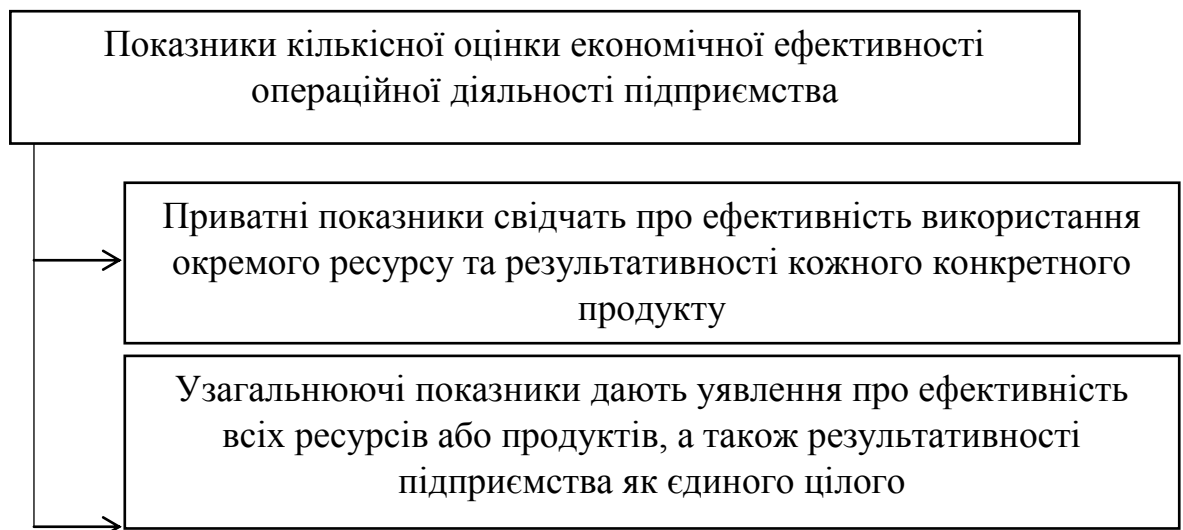 Показники кількісної оцінки економічної ефективності
операційної діяльності підприємства
Приватні показники свідчать про ефективність використання
окремого ресурсу та результативності кожного конкретного
продукту
Узагальнюючі показники дають уявлення про ефективність
всіх ресурсів або продуктів, а також результативності
підприємства як єдиного цілого